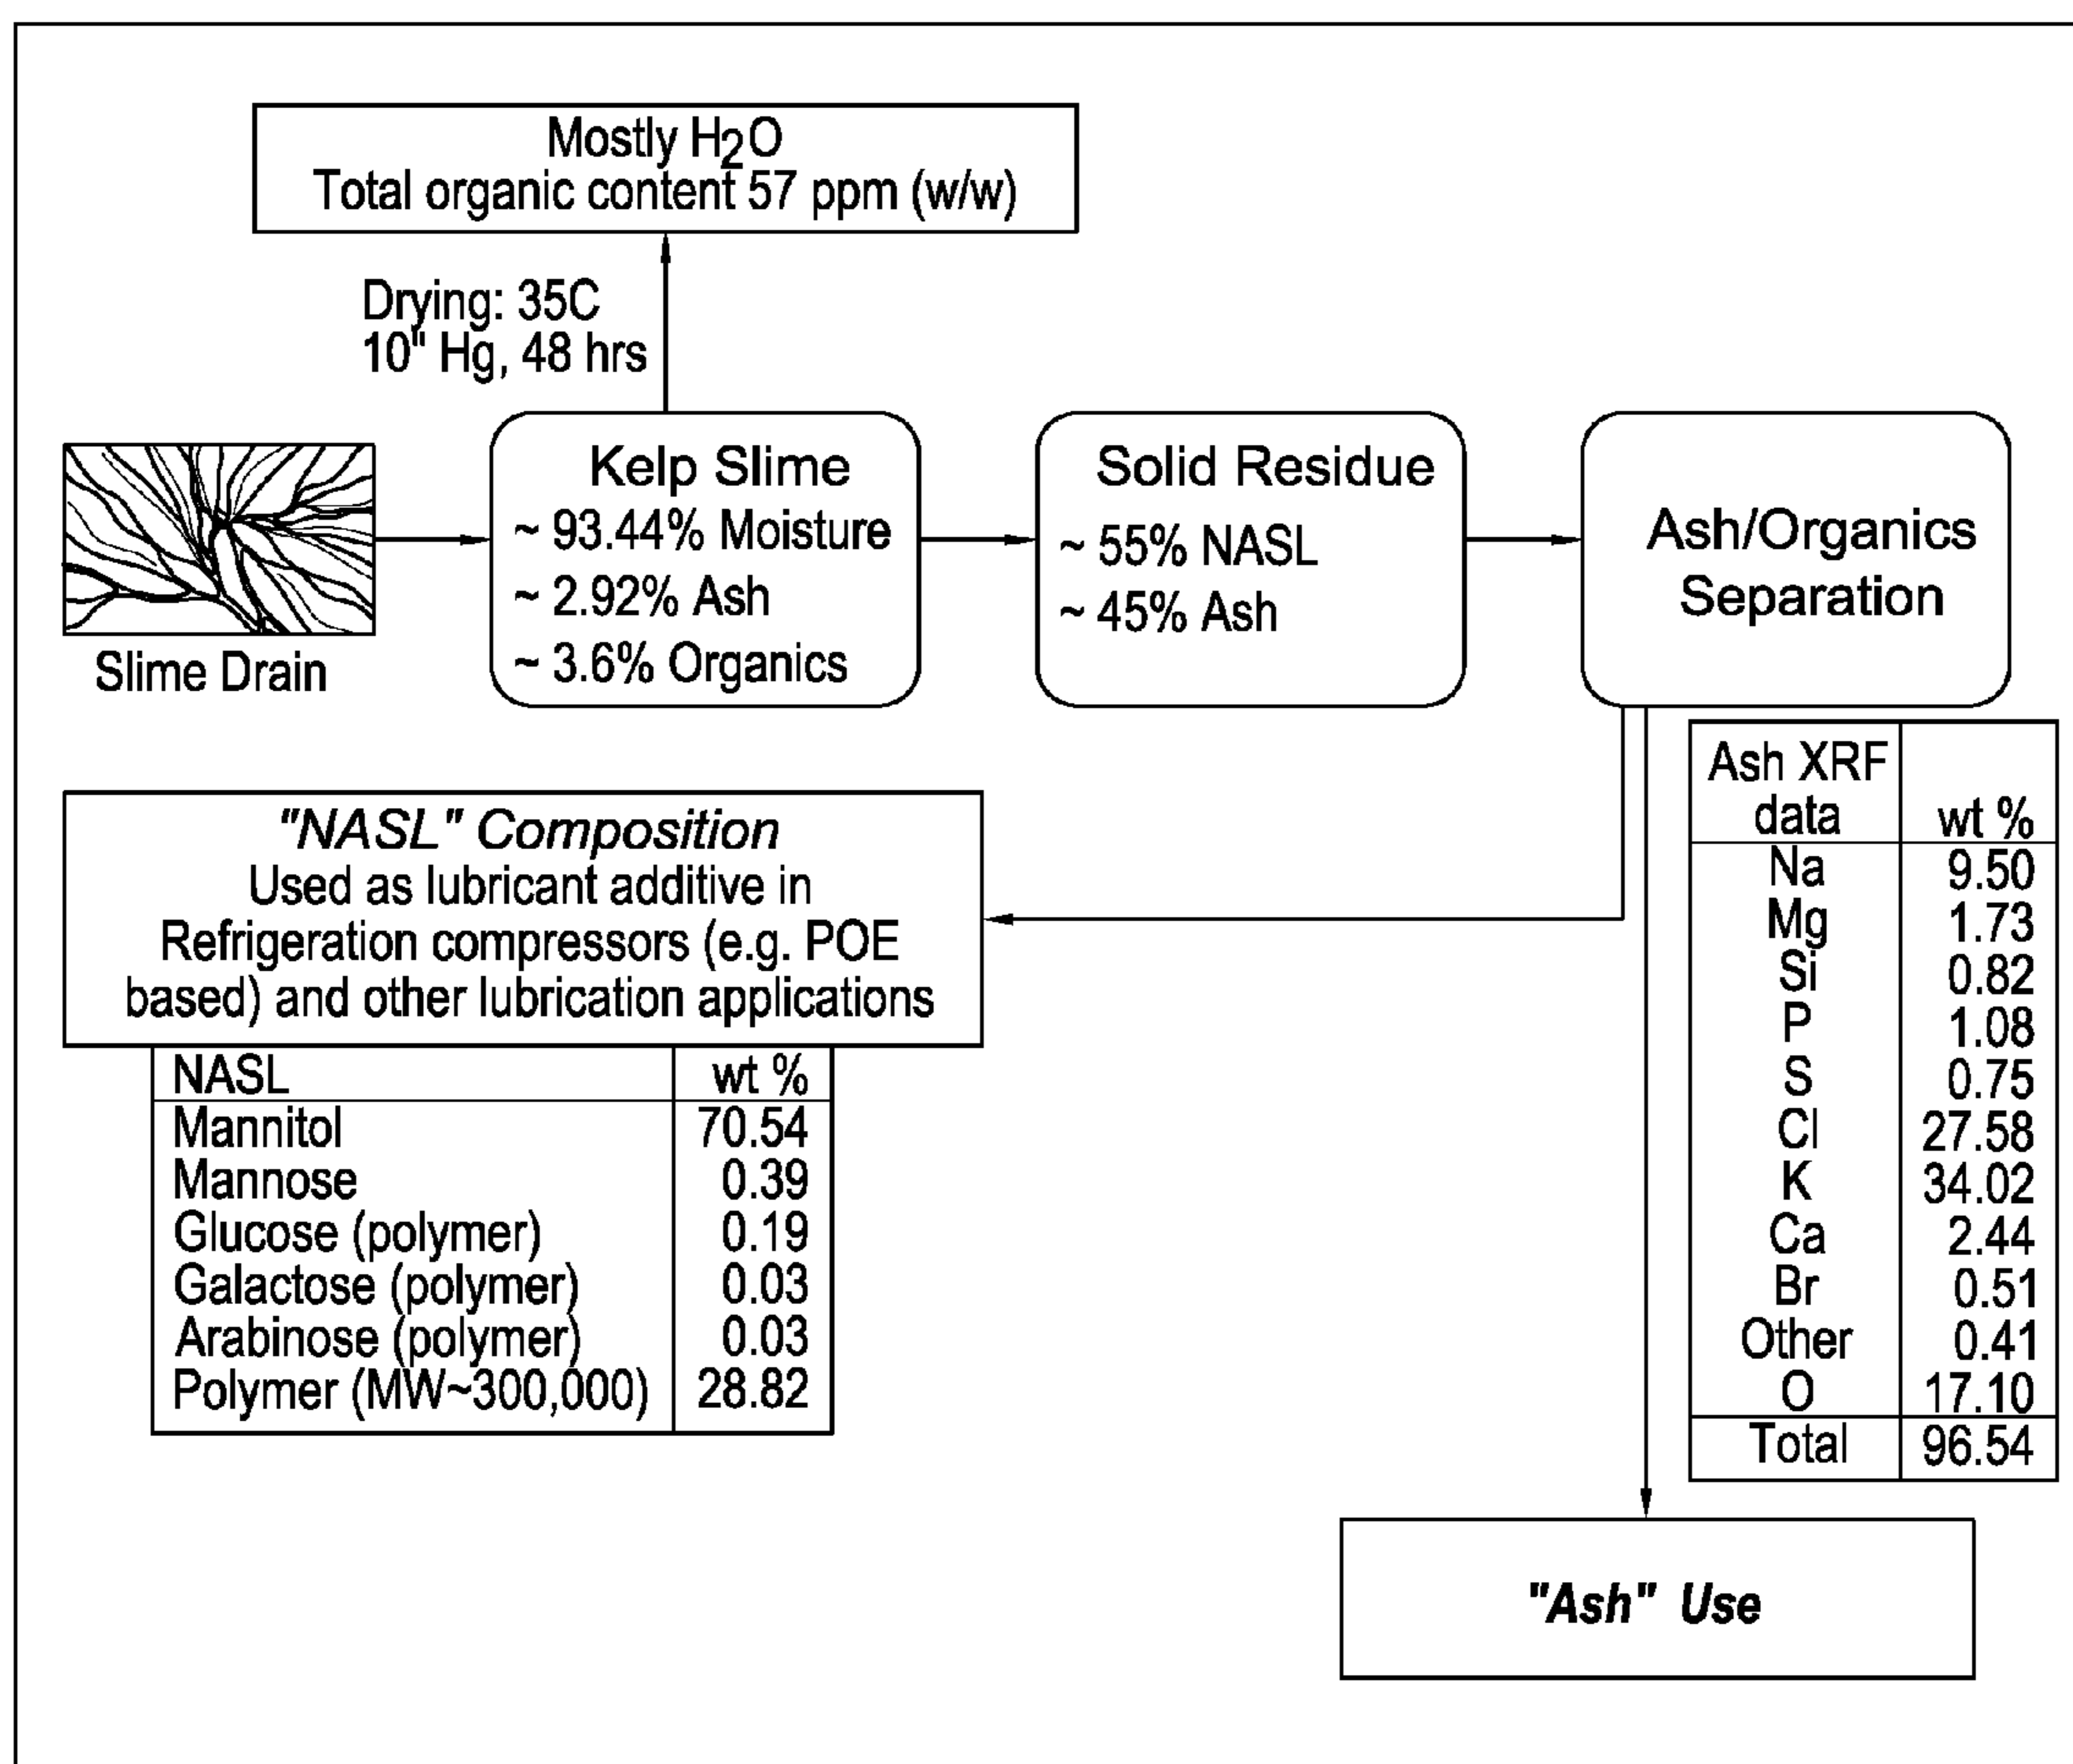 Mostly H2O
Total organic content 57 ppm (w/w)
Drying: 35C
10" Hg, 48 hrs
Slime Drain
Kelp Slime
~ 93.44% Moisture
~ 2.92% Ash
~ 3.6% Organics
Solid Residue
~ 55% NASL
~ 45% Ash
Ash/Organics
Separation
"NASL" Composition
Used as lubricant additive in
Refrigeration compressors (e.g. POE
based) and other lubrication applications
NASL wt %
Mannitol 70.54
Mannose 0.39
Glucose (polymer) 0.19
Galactose (polymer) 0.03
Arabinose (polymer) 0.03
Polymer (MW~300,000) 28.82
Ash XRF
data wt %
Na 9.50
Mg 1.73
Si 0.82
P 1.08
S 0.75
Cl 27.58
K 34.02
Ca 2.44
Br 0.51
Other 0.41
O 17.10
Total 96.54
"Ash" Use